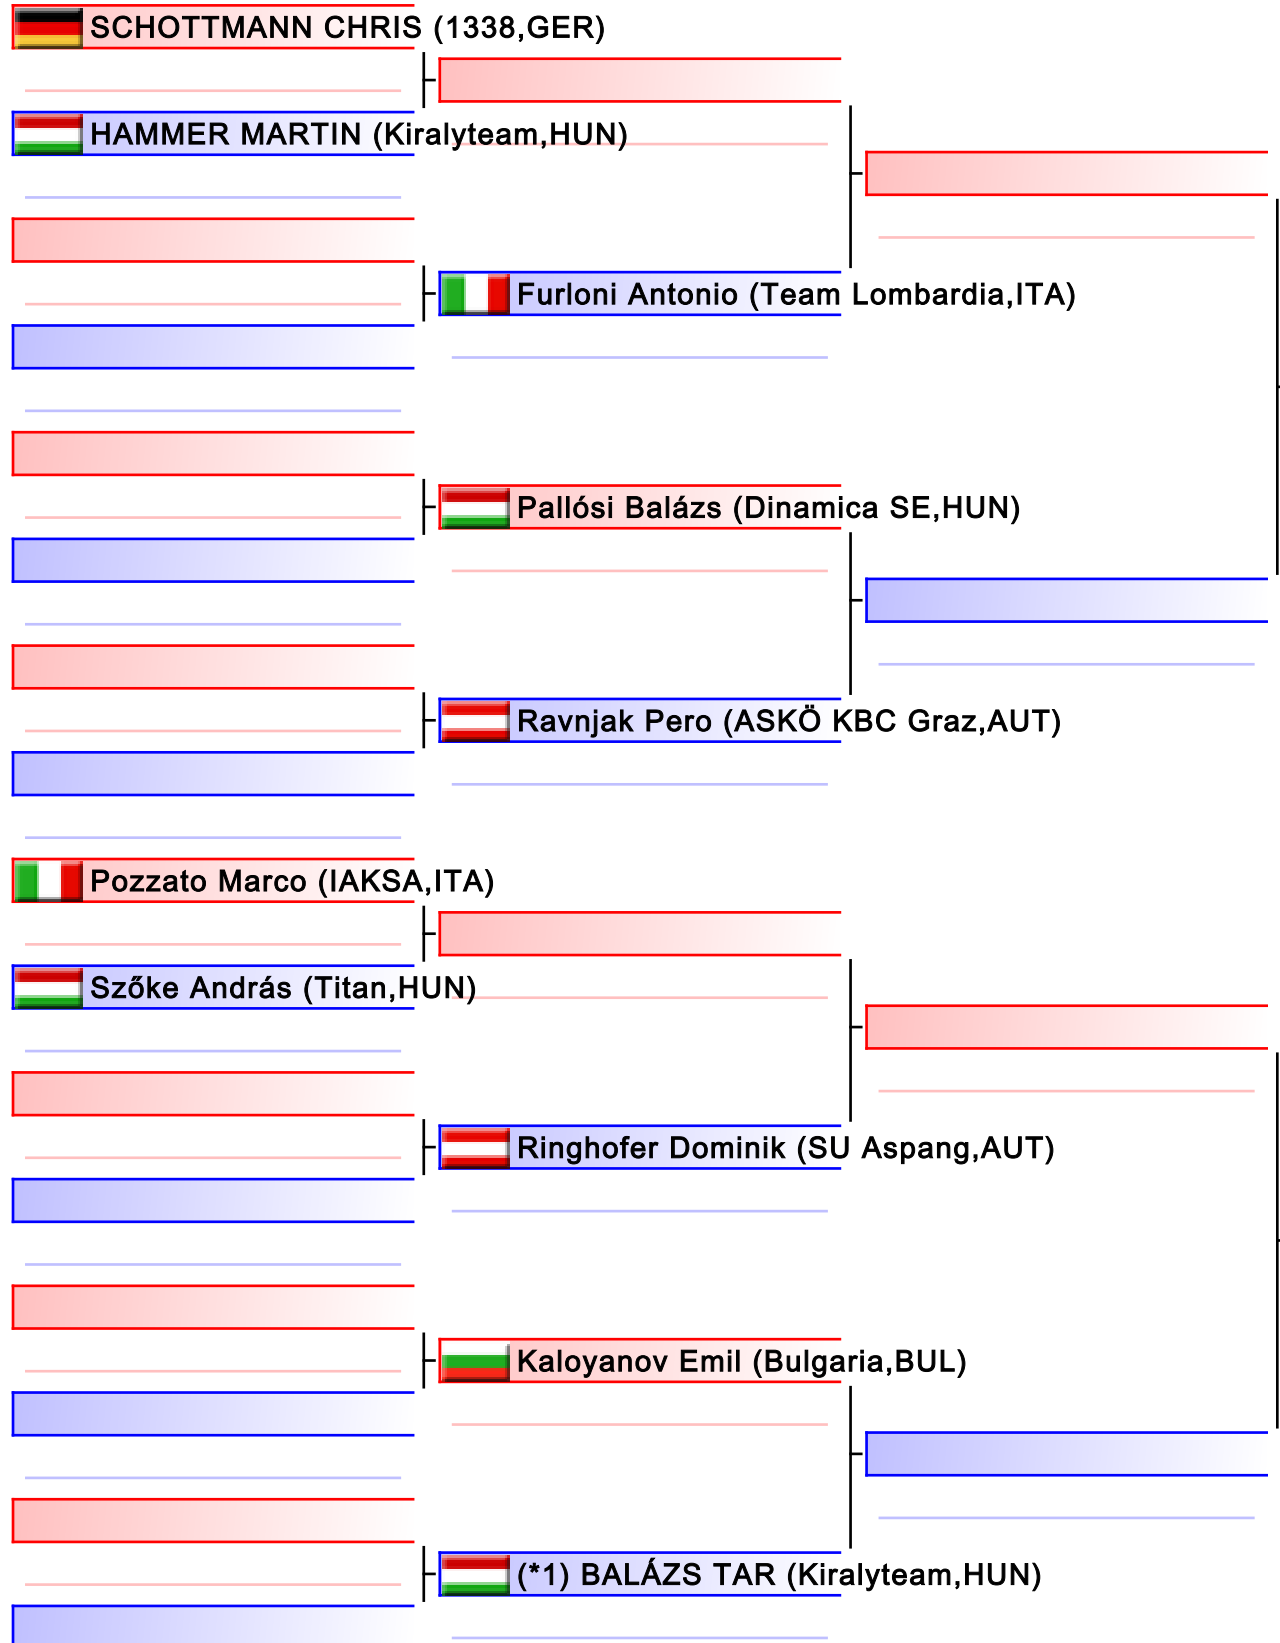 SCHOTTMANN CHRIS (1338,GER)
HAMMER MARTIN (Kiralyteam,HUN)
Furloni Antonio (Team Lombardia,ITA)
Pallósi Balázs (Dinamica SE,HUN)
Ravnjak Pero (ASKÖ KBC Graz,AUT)
Pozzato Marco (IAKSA,ITA)
Szőke András (Titan,HUN)
Ringhofer Dominik (SU Aspang,AUT)
Kaloyanov Emil (Bulgaria,BUL)
(*1) BALÁZS TAR (Kiralyteam,HUN)